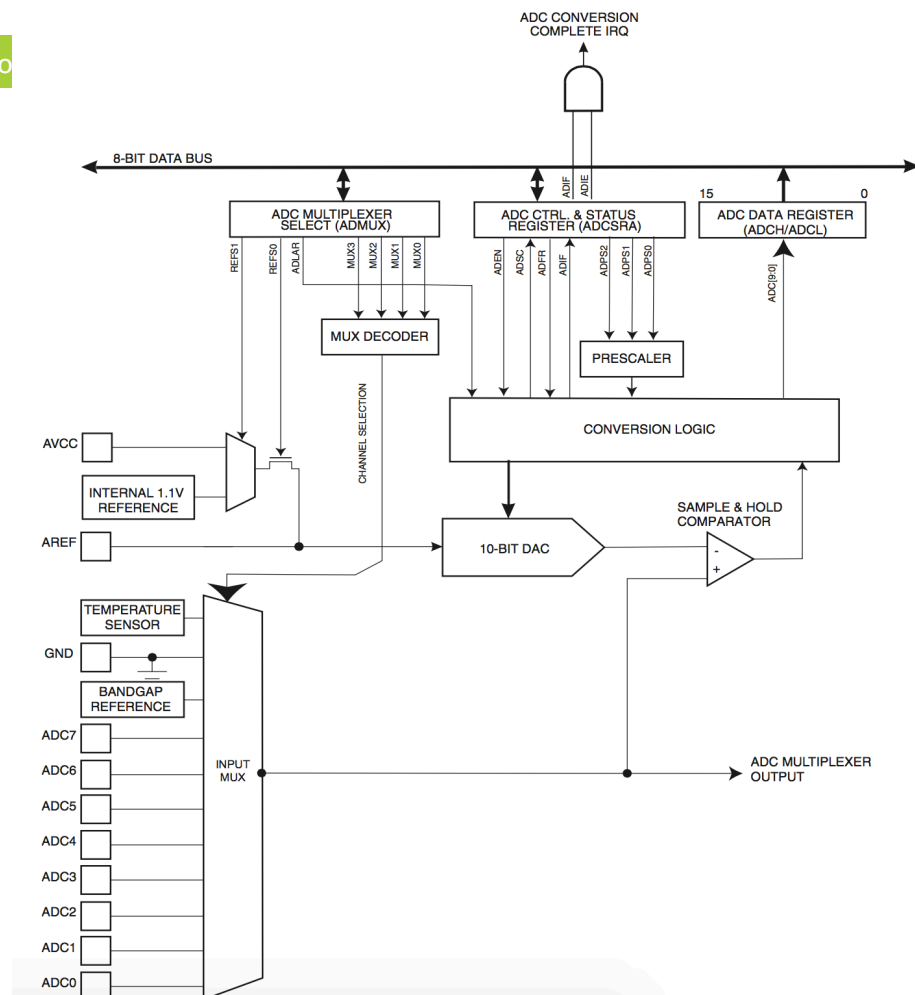 o
ADC CONVERSION
COMPLETE IRQ
8-BIT DATA BUS
ADIF
ADIE
15
0
ADC MULTIPLEXER
SELECT (ADMUX)
ADC CTRL. & STATUS
REGISTER (ADCSRA)
ADC DATA REGISTER
(ADCH/ADCL)
REFS1
REFS0
ADLAR
MUX3
MUX2
MUX1
MUX0
ADEN
ADSC
ADFR
ADIF
ADPS2
ADPS1
ADPS0
ADC[9:0]
MUX DECODER
PRESCALER
CHANNEL SELECTION
CONVERSION LOGIC
AVCC
INTERNAL 1.1V
REFERENCE
AREF
SAMPLE & HOLD
COMPARATOR
10-BIT DAC
-
+
TEMPERATURE
SENSOR
GND
BANDGAP
REFERENCE
ADC7
ADC6
ADC5
ADC4
ADC3
ADC2
ADC1
ADC0
INPUT
MUX
ADC MULTIPLEXER
OUTPUT